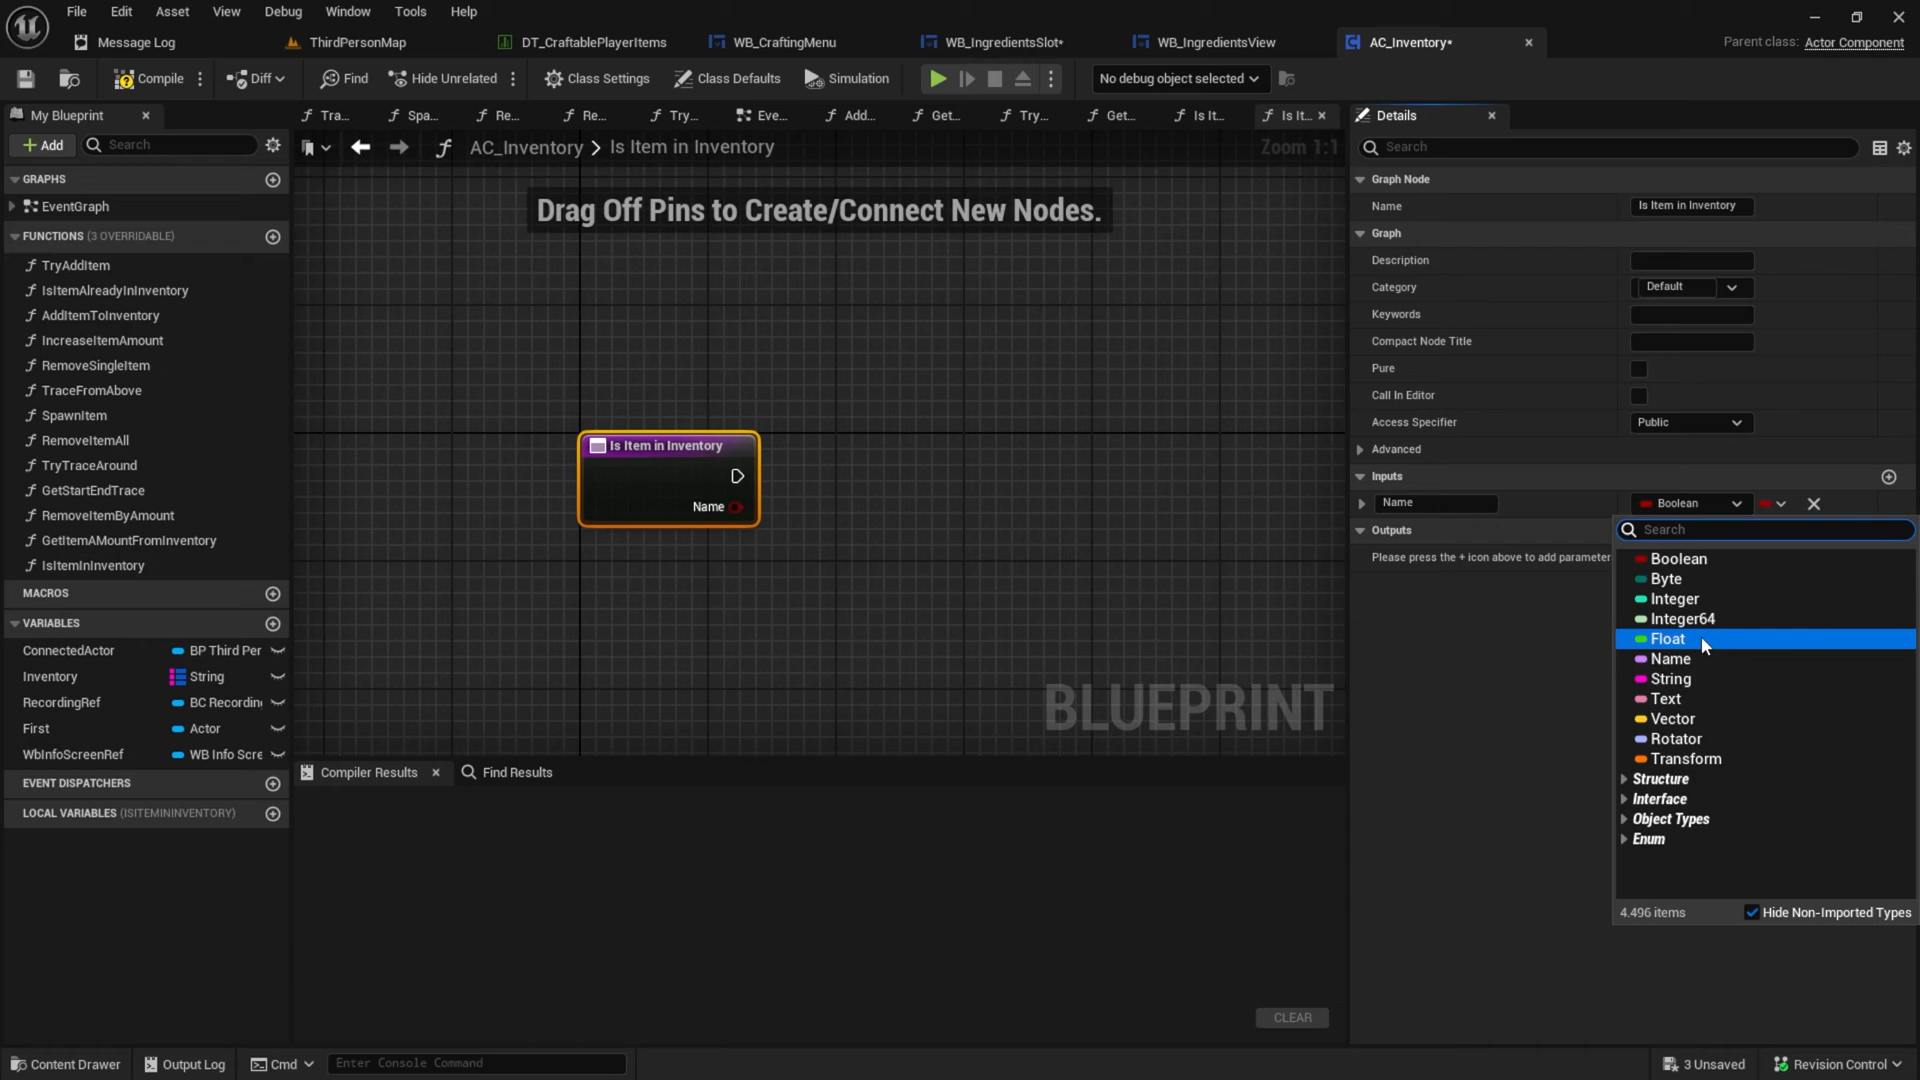 File Edit Asset View Debug Window Tools Help
Message Log ThirdPersonMap DT_CraftablePlayerItems WB_CraftingMenu WB_IngredientsSlot* WB_IngredientsView AC_Inventory* Parent class: Actor Component
Compile Diff Find Hide Unrelated Class Settings Class Defaults Simulation No debug object selected
My Blueprint Tra... Spa... Re... Re... Try... Eve... Add... Get... Try... Get... Is It... Is It... Details
Add Search AC_Inventory > Is Item in Inventory Zoom 1:1 Search
GRAPHS
EventGraph
FUNCTIONS (3 OVERRIDABLE)
TryAddItem
IsItemAlreadyInInventory
AddItemToInventory
IncreaseItemAmount
RemoveSingleItem
TraceFromAbove
SpawnItem
RemoveItemAll
TryTraceAround
GetStartEndTrace
RemoveItemByAmount
GetItemAMountFromInventory
IsItemInInventory
MACROS
VARIABLES
ConnectedActor BP Third Per
Inventory String
RecordingRef BC Recordin
First Actor
WbInfoScreenRef WB Info Scre
EVENT DISPATCHERS
LOCAL VARIABLES (ISITEMININVENTORY)
Drag Off Pins to Create/Connect New Nodes.
Is Item in Inventory
Name
BLUEPRINT
Compiler Results Find Results
CLEAR
Graph Node
Name Is Item in Inventory
Graph
Description
Category Default
Keywords
Compact Node Title
Pure
Call In Editor
Access Specifier Public
Advanced
Inputs
Name Boolean
Outputs
Please press the + icon above to add parameter
Search
Boolean
Byte
Integer
Integer64
Float
Name
String
Text
Vector
Rotator
Transform
Structure
Interface
Object Types
Enum
4.496 items Hide Non-Imported Types
Content Drawer Output Log Cmd Enter Console Command 3 Unsaved Revision Control